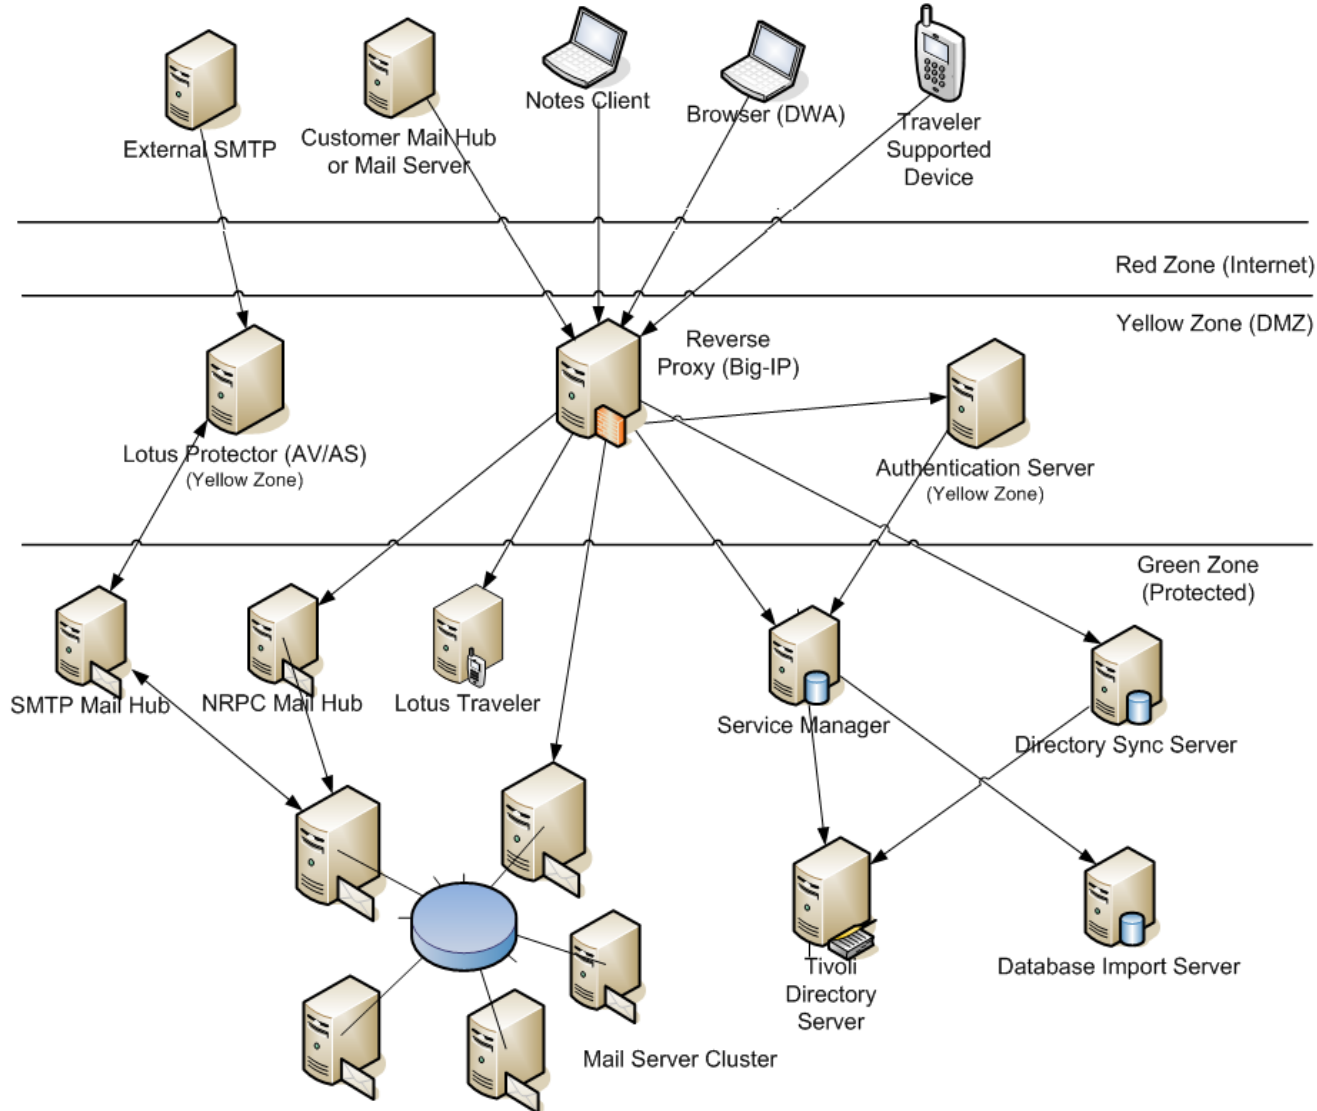 External SMTP
Customer Mail Hub
or Mail Server
Notes Client
Browser (DWA)
Traveler
Supported
Device
Red Zone (Internet)
Yellow Zone (DMZ)
Reverse
Proxy (Big-IP)
Lotus Protector (AV/AS)
(Yellow Zone)
Authentication Server
(Yellow Zone)
Green Zone
(Protected)
SMTP Mail Hub
NRPC Mail Hub
Lotus Traveler
Service Manager
Directory Sync Server
Tivoli
Directory
Server
Database Import Server
Mail Server Cluster